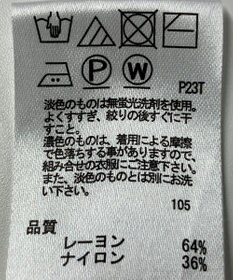 P W
P23T
淡色のものは無蛍光洗剤を使用。
よくすすぎ、絞りの後すぐに干
すこと。
濃色のものは、着用による摩擦
で色落ちする事がありますので、
組み合せの衣服にご注意下さい。
また、淡色のものとは別にお洗
い下さい。
105
品質
レーヨン 64%
ナイロン 36%